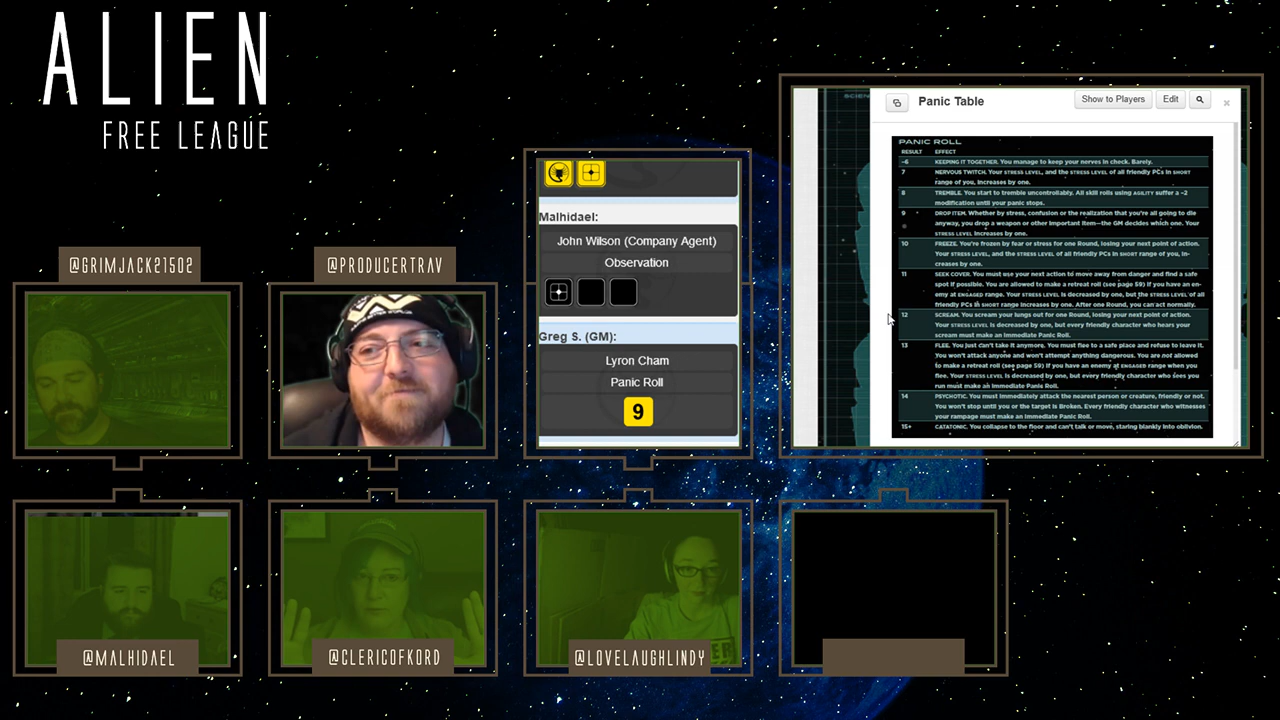 ALIEN
FREE LEAGUE
@GRIMJACK21502
@PRODUCERTRAV
Malhidael:
John Wilson (Company Agent)
Observation
Greg S. (GM):
Lyron Cham
Panic Roll
9
SCIEN
Panic Table
Show to Players
Edit
×
PANIC ROLL
RESULT EFFECT
–6 KEEPING IT TOGETHER. You manage to keep your nerves in check. Barely.
7 NERVOUS TWITCH. Your STRESS LEVEL, and the STRESS LEVEL of all friendly PCs in SHORT
range of you, increases by one.
8 TREMBLE. You start to tremble uncontrollably. All skill rolls using AGILITY suffer a –2
modification until your panic stops.
9 DROP ITEM. Whether by stress, confusion or the realization that you're all going to die
anyway, you drop a weapon or other important item—the GM decides which one. Your
STRESS LEVEL increases by one.
10 FREEZE. You're frozen by fear or stress for one Round, losing your next point of action.
Your STRESS LEVEL, and the STRESS LEVEL of all friendly PCs in SHORT range of you, in-
creases by one.
11 SEEK COVER. You must use your next action to move away from danger and find a safe
spot if possible. You are allowed to make a retreat roll (see page 59) if you have an en-
emy at ENGAGED range. Your STRESS LEVEL is decreased by one, but the STRESS LEVEL of all
friendly PCs in SHORT range increases by one. After one Round, you can act normally.
12 SCREAM. You scream your lungs out for one Round, losing your next point of action.
Your STRESS LEVEL is decreased by one, but every friendly character who hears your
scream must make an immediate Panic Roll.
13 FLEE. You just can't take it anymore. You must flee to a safe place and refuse to leave it.
You won't attack anyone and won't attempt anything dangerous. You are not allowed
to make a retreat roll (see page 59) if you have an enemy at ENGAGED range when you
flee. Your STRESS LEVEL is decreased by one, but every friendly character who sees you
run must make an immediate Panic Roll.
14 PSYCHOTIC. You must immediately attack the nearest person or creature, friendly or not.
You won't stop until you or the target is Broken. Every friendly character who witnesses
your rampage must make an immediate Panic Roll.
15+ CATATONIC. You collapse to the floor and can't talk or move, staring blankly into oblivion.
@MALHIDAEL
@CLERICOFKORD
@LOVELAUGHLINDY